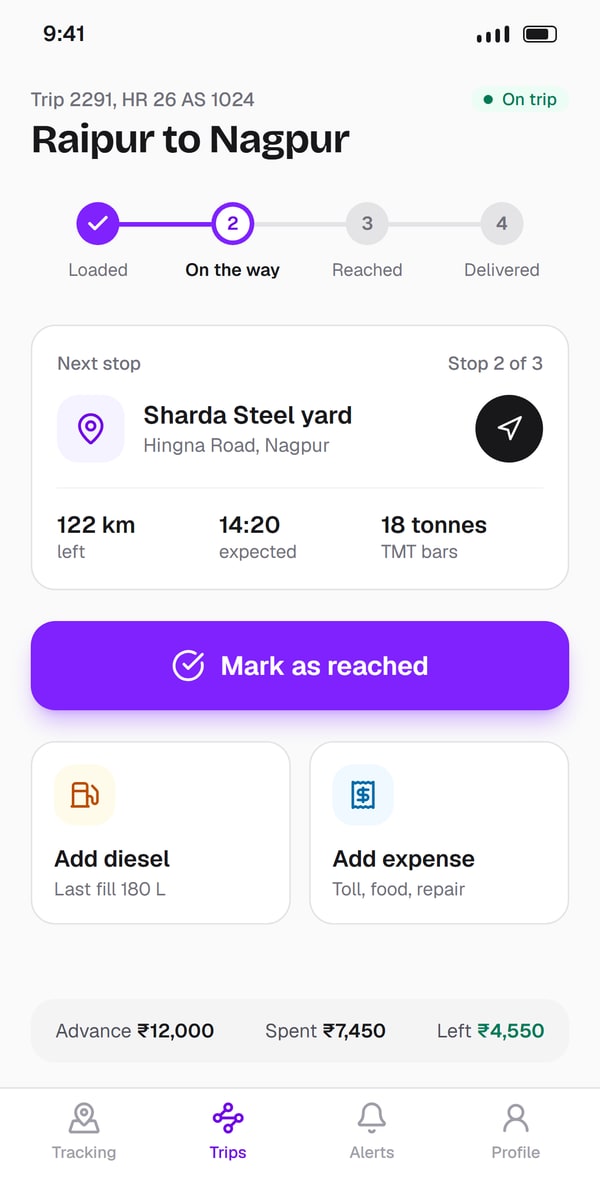 9:41
Trip 2291, HR 26 AS 1024
On trip
Raipur to Nagpur
2
3
4
Loaded
On the way
Reached
Delivered
Next stop
Stop 2 of 3
Sharda Steel yard
Hingna Road, Nagpur
122 km
14:20
18 tonnes
left
expected
TMT bars
Mark as reached
$
Add diesel
Add expense
Last fill 180 L
Toll, food, repair
Advance ₹12,000
Spent ₹7,450
Left ₹4,550
Tracking
Trips
Alerts
Profile